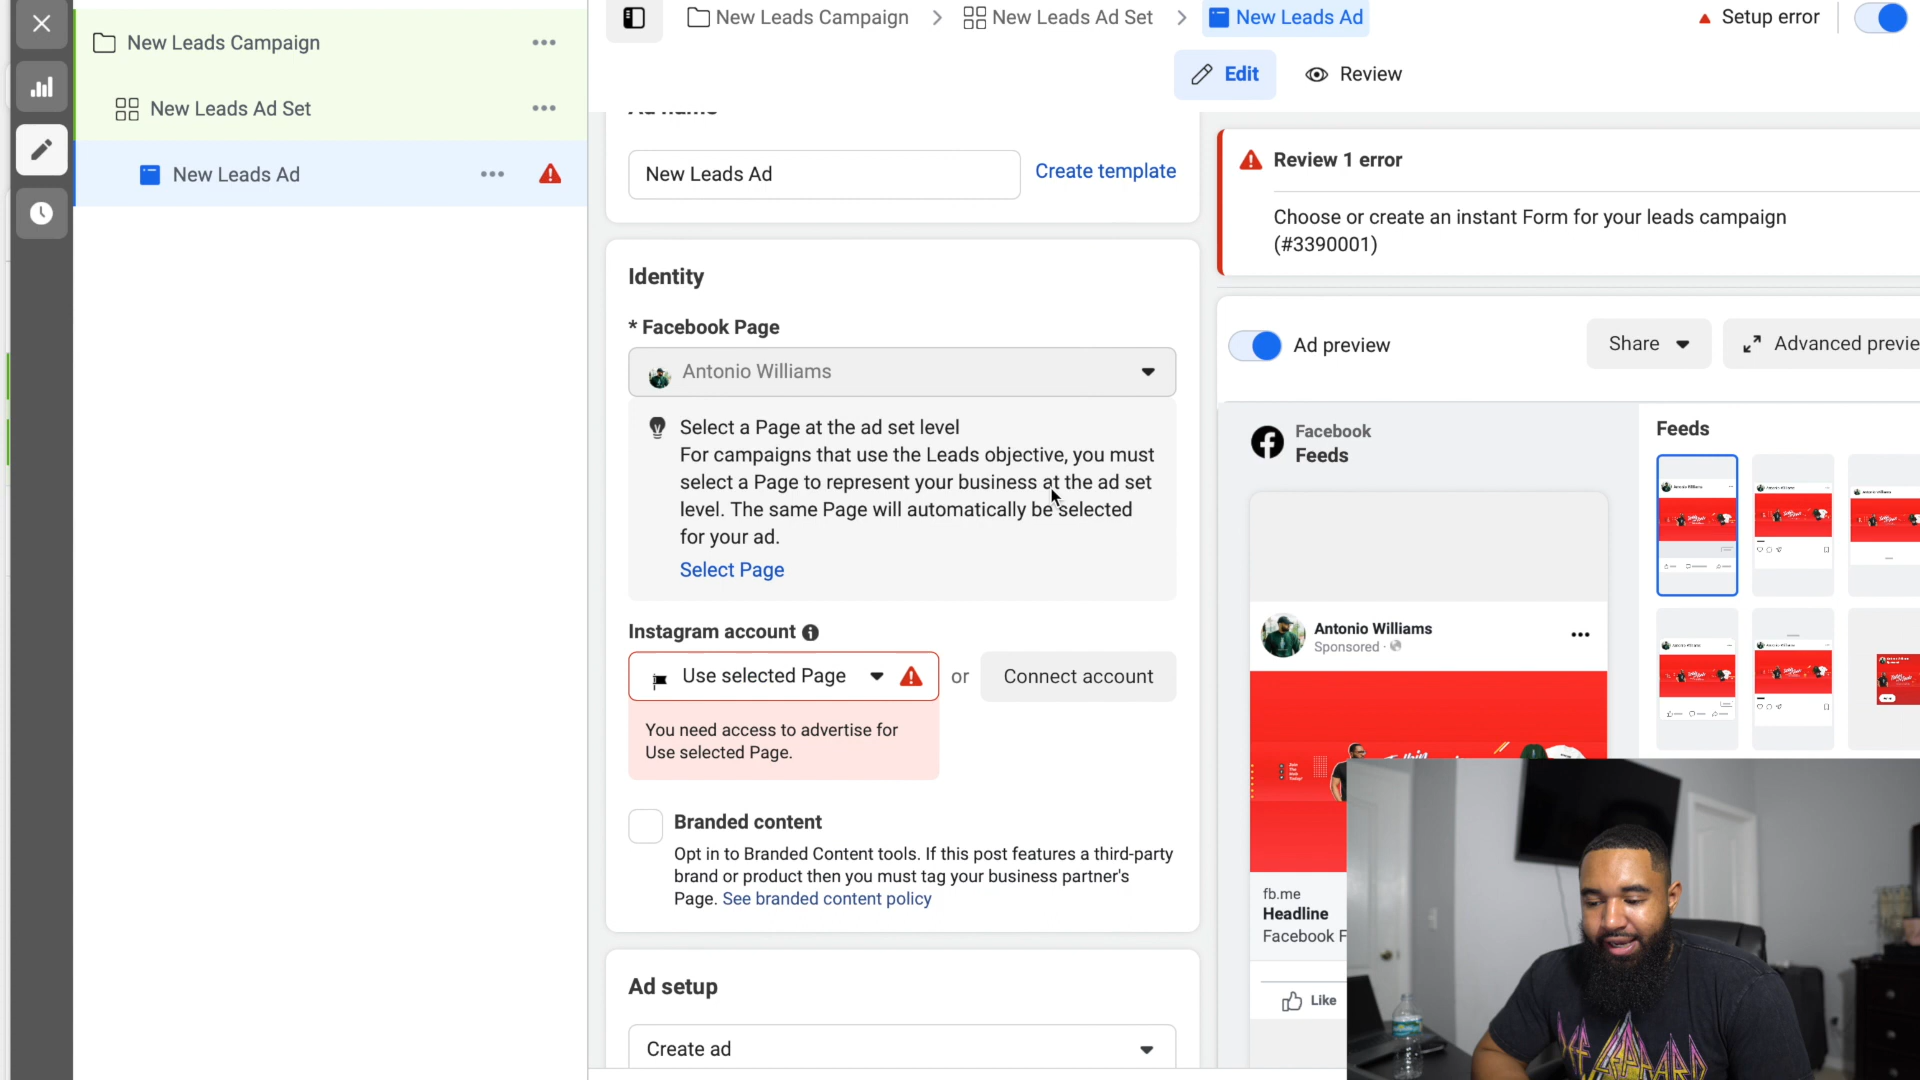 New Leads Campaign
New Leads Ad Set
New Leads Ad
New Leads Campaign
New Leads Ad Set
New Leads Ad
Setup error
Edit
Review
Ad name
New Leads Ad
Create template
Identity
* Facebook Page
Antonio Williams
Select a Page at the ad set level
For campaigns that use the Leads objective, you must
select a Page to represent your business at the ad set
level. The same Page will automatically be selected
for your ad.
Select Page
Instagram account
Use selected Page
or
Connect account
You need access to advertise for
Use selected Page.
Branded content
Opt in to Branded Content tools. If this post features a third-party
brand or product then you must tag your business partner's
Page. See branded content policy
Ad setup
Create ad
Review 1 error
Choose or create an instant Form for your leads campaign
(#3390001)
Ad preview
Share
Advanced previe
Facebook
Feeds
Antonio Williams
Sponsored ·
fb.me
Headline
Facebook F
Like
Feeds